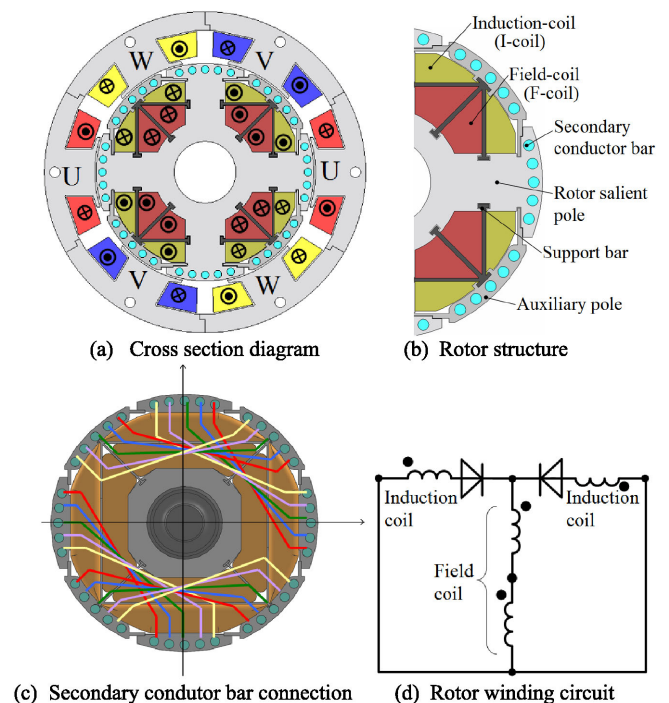 W
V
U
U
V
W
(a) Cross section diagram
Induction-coil
(I-coil)
Field-coil
(F-coil)
Secondary
conductor bar
Rotor salient
pole
Support bar
Auxiliary pole
(b) Rotor structure
(c) Secondary condutor bar connection
Induction
coil
Induction
coil
Field
coil
(d) Rotor winding circuit